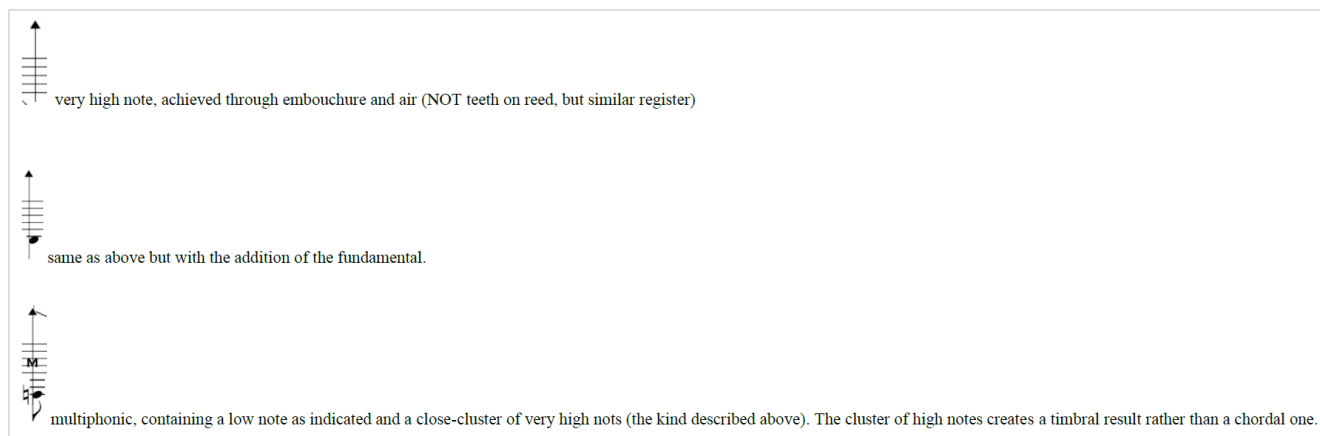 very high note, achieved through embouchure and air (NOT teeth on reed, but similar register)
same as above but with the addition of the fundamental.
M
multiphonic, containing a low note as indicated and a close-cluster of very high nots (the kind described above). The cluster of high notes creates a timbral result rather than a chordal one.